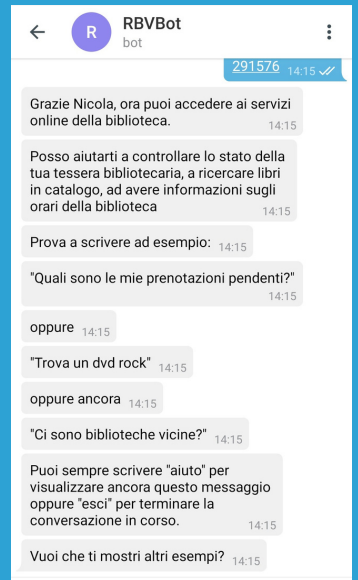 RBVBot
R
bot
291576 14:15
Grazie Nicola, ora puoi accedere ai servizi
online della biblioteca.
14:15
Posso aiutarti a controllare lo stato della
tua tessera bibliotecaria, a ricercare libri
in catalogo, ad avere informazioni sugli
orari della biblioteca
14:15
Prova a scrivere ad esempio: 14:15
"Quali sono le mie prenotazioni pendenti?"
14:15
oppure 14:15
"Trova un dvd rock" 14:15
oppure ancora 14:15
"Ci sono biblioteche vicine?" 14:15
Puoi sempre scrivere "aiuto" per
visualizzare ancora questo messaggio
oppure "esci" per terminare la
conversazione in corso. 14:15
Vuoi che ti mostri altri esempi? 14:15